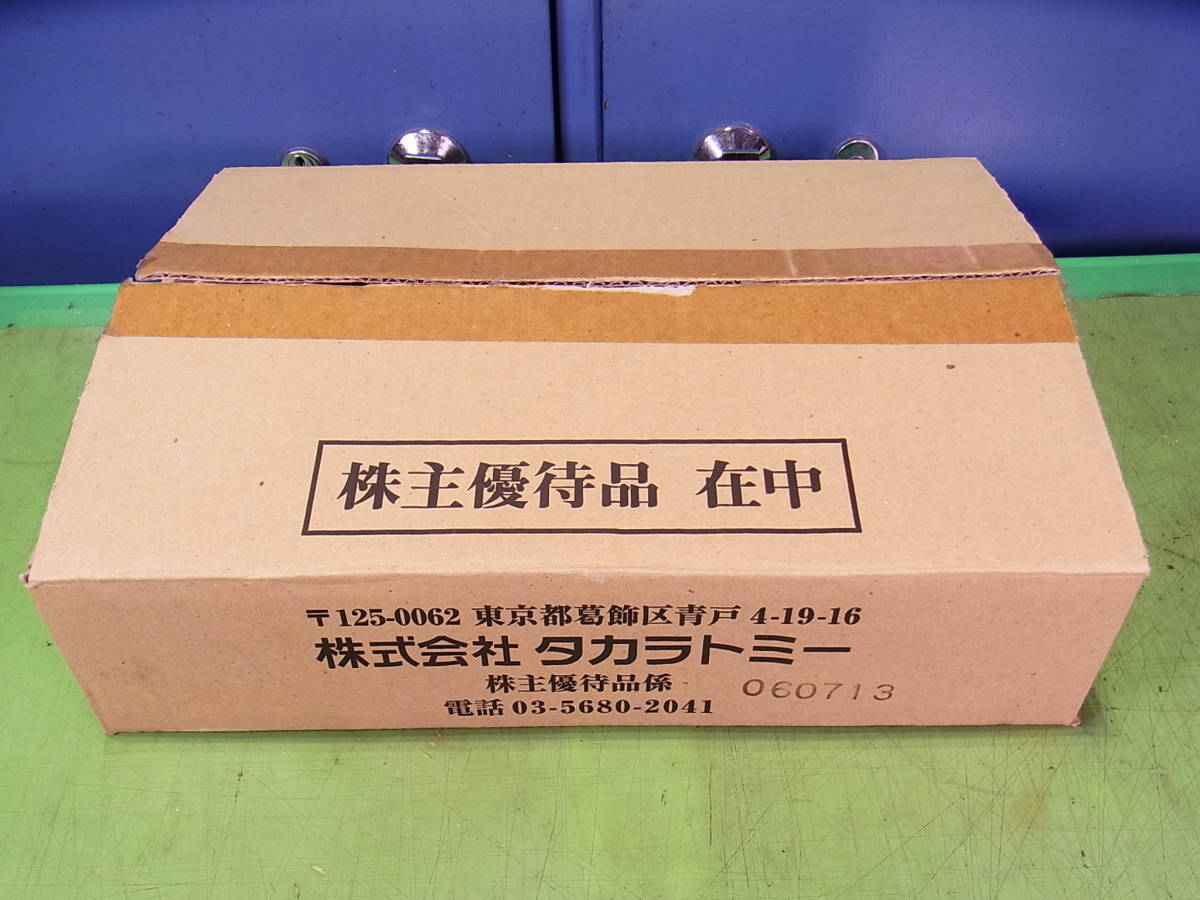 株主優待品 在中
〒125-0062 東京都葛飾区青戸 4-19-16
株式会社 タカラトミー
株主優待品係
060713
電話 03-5680-2041